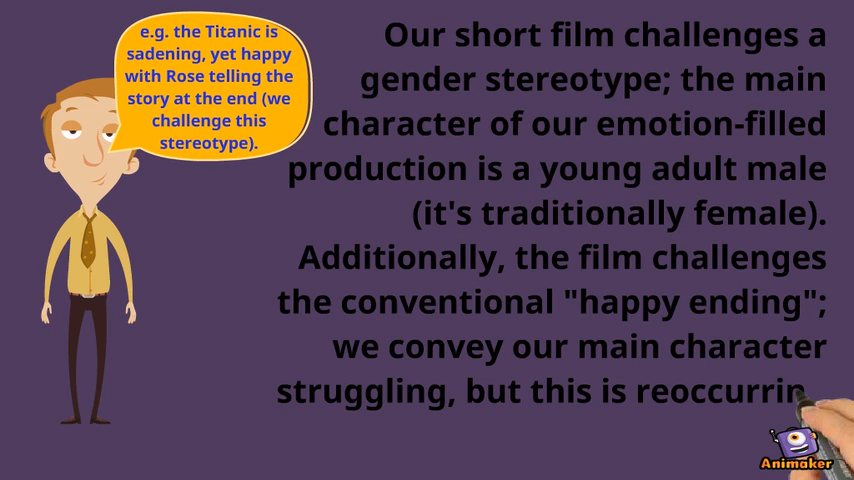 e.g. the Titanic is
sadening, yet happy
with Rose telling the
story at the end (we
challenge this
stereotype).
Our short film challenges a
gender stereotype; the main
character of our emotion-filled
production is a young adult male
(it's traditionally female).
Additionally, the film challenges
the conventional "happy ending";
we convey our main character
struggling, but this is reoccurrin
Animaker